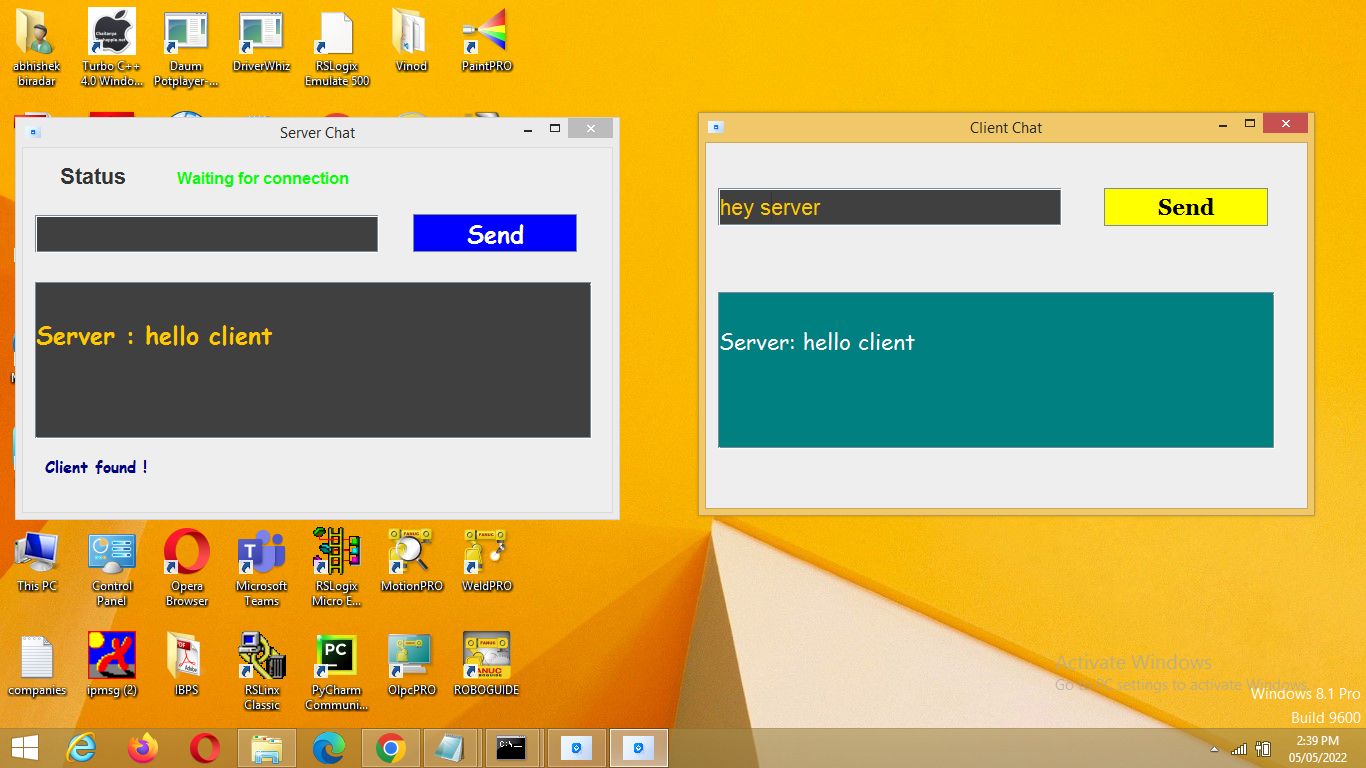 abhishek
biradar
Turbo C++
4.0 Windo...
Daum
Potplayer-...
DriverWhiz
RSLogix
Emulate 500
Vinod
PaintPRO
Server Chat
Status
Waiting for connection
Send
Server : hello client
Client found !
Client Chat
hey server
Send
Server: hello client
This PC
Control
Panel
Opera
Browser
Microsoft
Teams
RSLogix
Micro E...
MotionPRO
WeldPRO
companies
ipmsg (2)
IBPS
RSLinx
Classic
PyCharm
Communi...
OlpcPRO
ROBOGUIDE
Activate Windows
Go to PC settings to activate Windows.
Windows 8.1 Pro
Build 9600
2:39 PM
05/05/2022